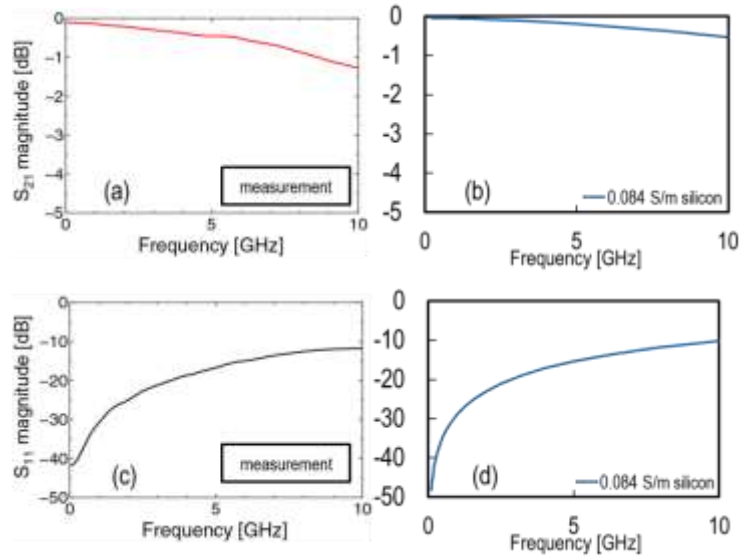 0
−1
−2
−3
−4
−5
S21 magnitude [dB]
(a)
measurement
0
5
10
Frequency [GHz]
0
-1
-2
-3
-4
-5
(b)
0.084 S/m silicon
0
5
10
Frequency [GHz]
0
−10
−20
−30
−40
−50
S11 magnitude [dB]
(c)
measurement
0
5
10
Frequency [GHz]
0
-10
-20
-30
-40
50
(d)
0.084 S/m silicon
0
5
10
Frequency [GHz]